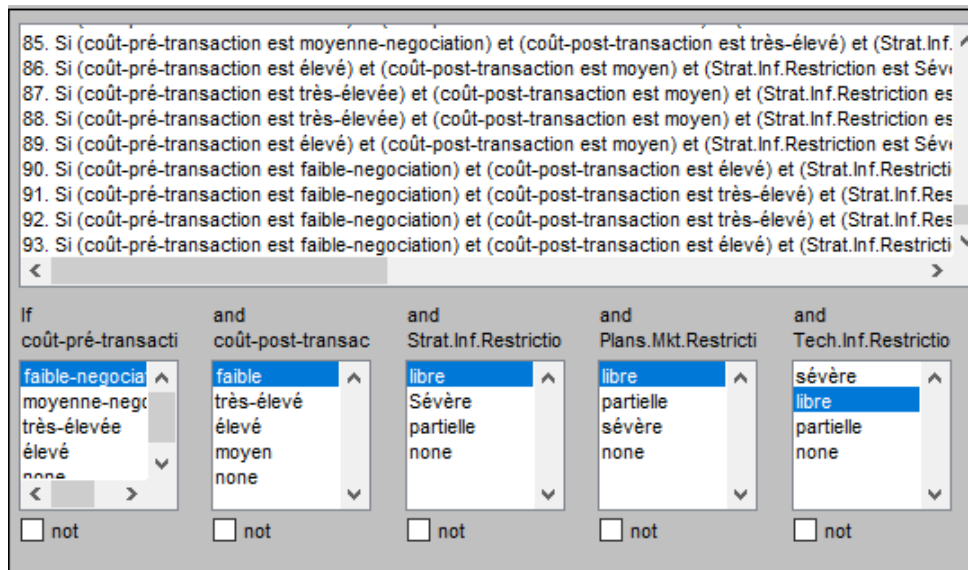 85. Si (coût-pré-transaction est moyenne-negociation) et (coût-post-transaction est très-élevé) et (Strat.Inf.
86. Si (coût-pré-transaction est élevé) et (coût-post-transaction est moyen) et (Strat.Inf.Restriction est Sév
87. Si (coût-pré-transaction est très-élevée) et (coût-post-transaction est moyen) et (Strat.Inf.Restriction es
88. Si (coût-pré-transaction est très-élevée) et (coût-post-transaction est moyen) et (Strat.Inf.Restriction es
89. Si (coût-pré-transaction est élevé) et (coût-post-transaction est moyen) et (Strat.Inf.Restriction est Sév
90. Si (coût-pré-transaction est faible-negociation) et (coût-post-transaction est élevé) et (Strat.Inf.Restricti
91. Si (coût-pré-transaction est faible-negociation) et (coût-post-transaction est très-élevé) et (Strat.Inf.Res
92. Si (coût-pré-transaction est faible-negociation) et (coût-post-transaction est très-élevé) et (Strat.Inf.Res
93. Si (coût-pré-transaction est faible-negociation) et (coût-post-transaction est élevé) et (Strat.Inf.Restricti
If and and and and
coût-pré-transacti coût-post-transac Strat.Inf.Restrictio Plans.Mkt.Restricti Tech.Inf.Restrictio
faible-negocia faible libre libre sévère
moyenne-nego très-élevé Sévère partielle libre
très-élevée élevé partielle sévère partielle
élevé moyen none none none
none none
not not not not not